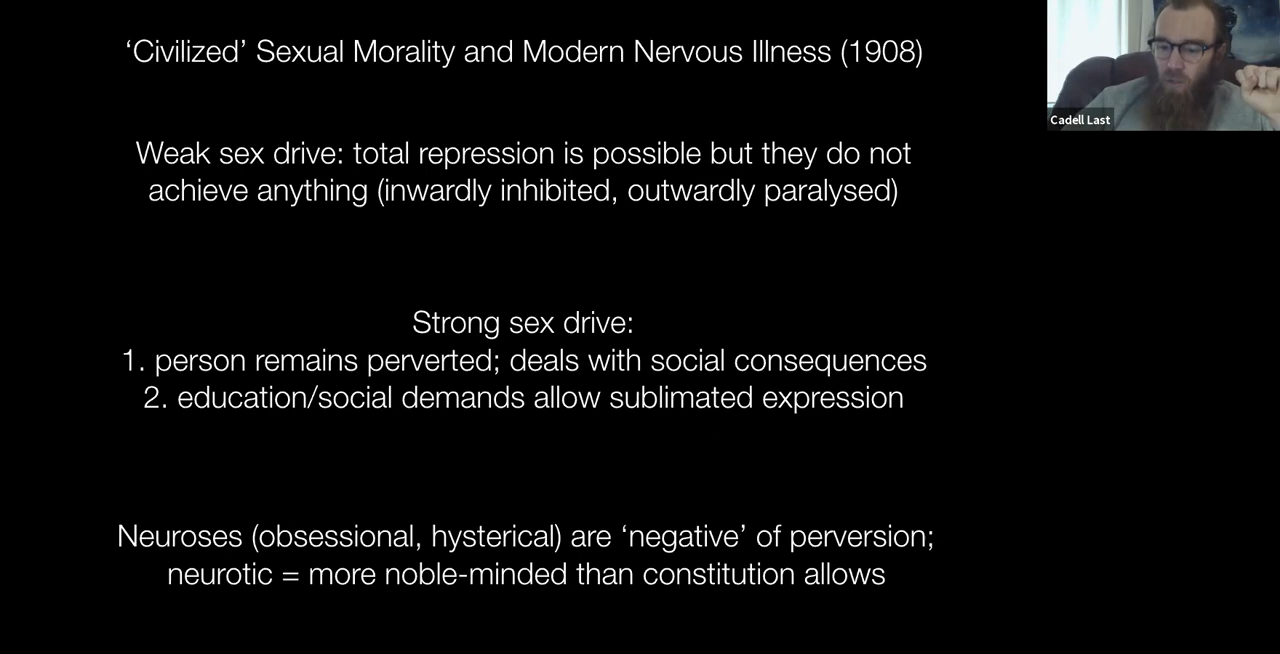 ‘Civilized’ Sexual Morality and Modern Nervous Illness (1908)
Cadell Last
Weak sex drive: total repression is possible but they do not
achieve anything (inwardly inhibited, outwardly paralysed)
Strong sex drive:
1. person remains perverted; deals with social consequences
2. education/social demands allow sublimated expression
Neuroses (obsessional, hysterical) are ‘negative’ of perversion;
neurotic = more noble-minded than constitution allows